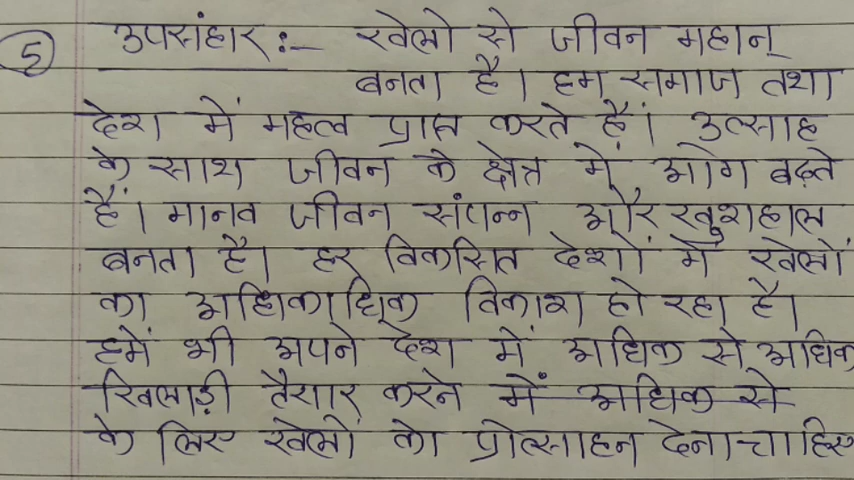 5 उपसंहार :- खेलो से जीवन महान्
बनता है। हम समाज तथा
देश में महत्व प्राप्त करते हैं। उत्साह
के साथ जीवन के क्षेत्र में आगे बढ़ते
हैं। मानव जीवन संपन्न और खुशहाल
बनता है। हर विकसित देशों में खेलों
का अधिकाधिक विकाश हो रहा है।
हमें भी अपने देश में अधिक से अधिक
खिलाड़ी तैयार करने में अधिक से
के लिए खेलों को प्रोत्साहन देना चाहिए